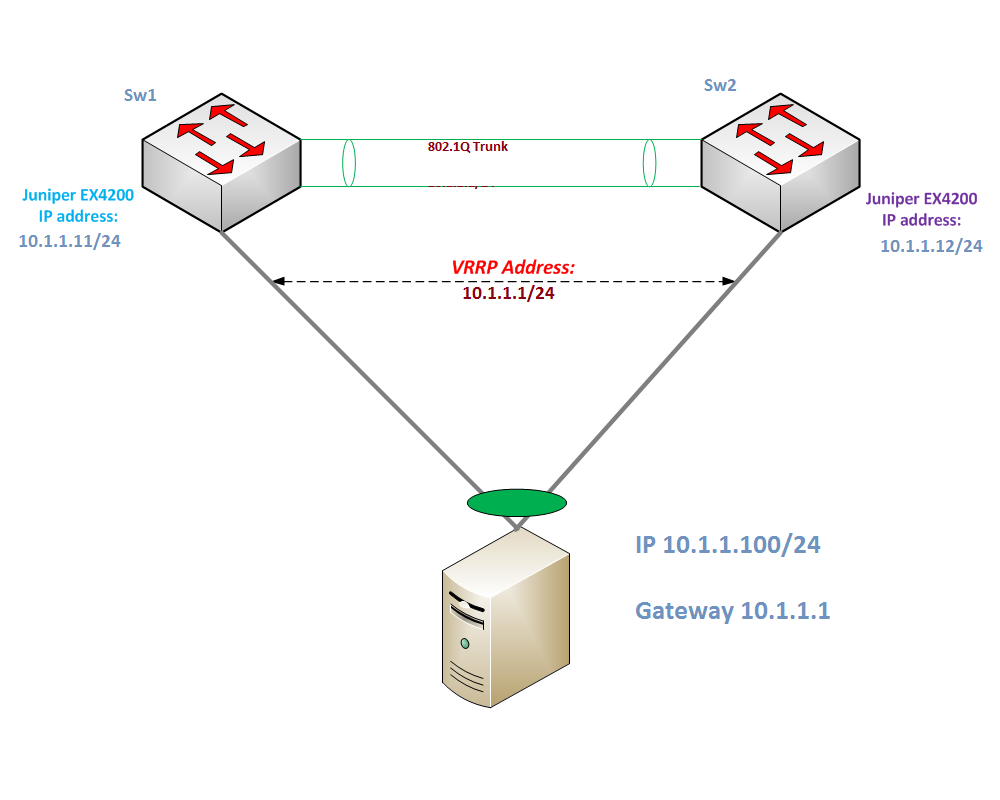 Sw1
Sw2
802.1Q Trunk
Juniper EX4200
IP address:
10.1.1.11/24
Juniper EX4200
IP address:
10.1.1.12/24
VRRP Address:
10.1.1.1/24
IP 10.1.1.100/24
Gateway 10.1.1.1